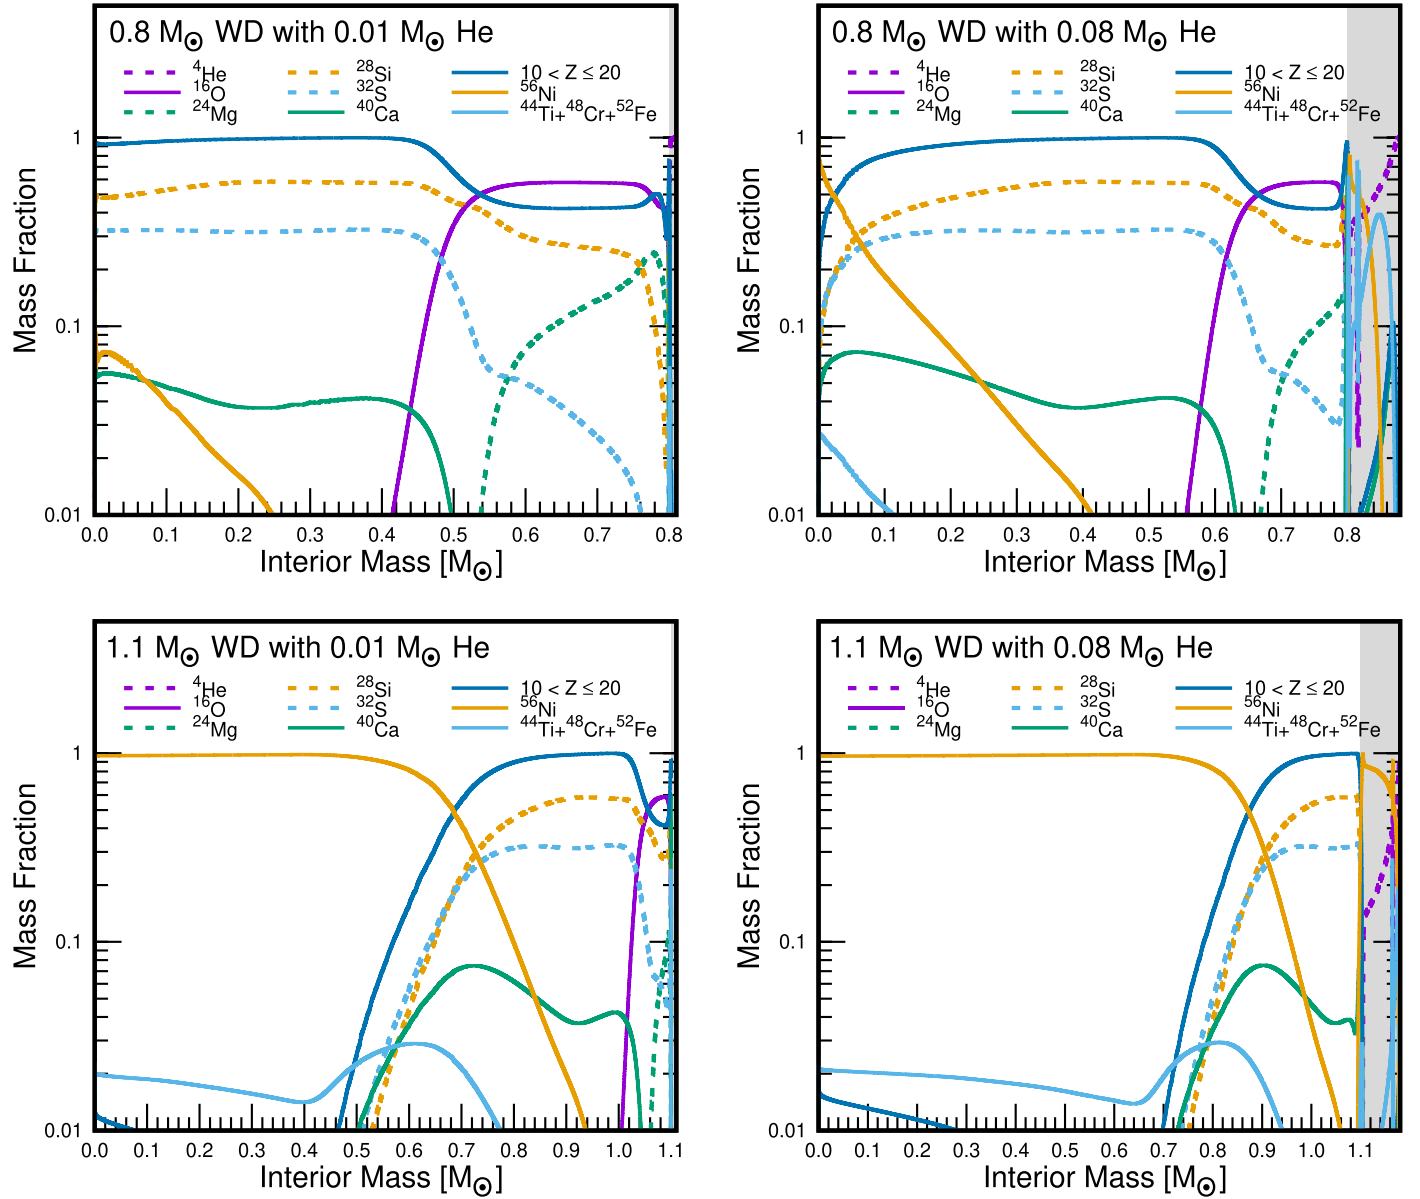 0.8 M⊙ WD with 0.01 M⊙ He
⁴He ²⁸Si 10 < Z ≤ 20
¹⁶O ³²S ⁵⁶Ni
²⁴Mg ⁴⁰Ca ⁴⁴Ti+⁴⁸Cr+⁵²Fe
Mass Fraction
1
0.1
0.01
0.0 0.1 0.2 0.3 0.4 0.5 0.6 0.7 0.8
Interior Mass [M⊙]
0.8 M⊙ WD with 0.08 M⊙ He
⁴He ²⁸Si 10 < Z ≤ 20
¹⁶O ³²S ⁵⁶Ni
²⁴Mg ⁴⁰Ca ⁴⁴Ti+⁴⁸Cr+⁵²Fe
Mass Fraction
1
0.1
0.01
0.0 0.1 0.2 0.3 0.4 0.5 0.6 0.7 0.8
Interior Mass [M⊙]
1.1 M⊙ WD with 0.01 M⊙ He
⁴He ²⁸Si 10 < Z ≤ 20
¹⁶O ³²S ⁵⁶Ni
²⁴Mg ⁴⁰Ca ⁴⁴Ti+⁴⁸Cr+⁵²Fe
Mass Fraction
1
0.1
0.01
0.0 0.1 0.2 0.3 0.4 0.5 0.6 0.7 0.8 0.9 1.0 1.1
Interior Mass [M⊙]
1.1 M⊙ WD with 0.08 M⊙ He
⁴He ²⁸Si 10 < Z ≤ 20
¹⁶O ³²S ⁵⁶Ni
²⁴Mg ⁴⁰Ca ⁴⁴Ti+⁴⁸Cr+⁵²Fe
Mass Fraction
1
0.1
0.01
0.0 0.1 0.2 0.3 0.4 0.5 0.6 0.7 0.8 0.9 1.0 1.1
Interior Mass [M⊙]